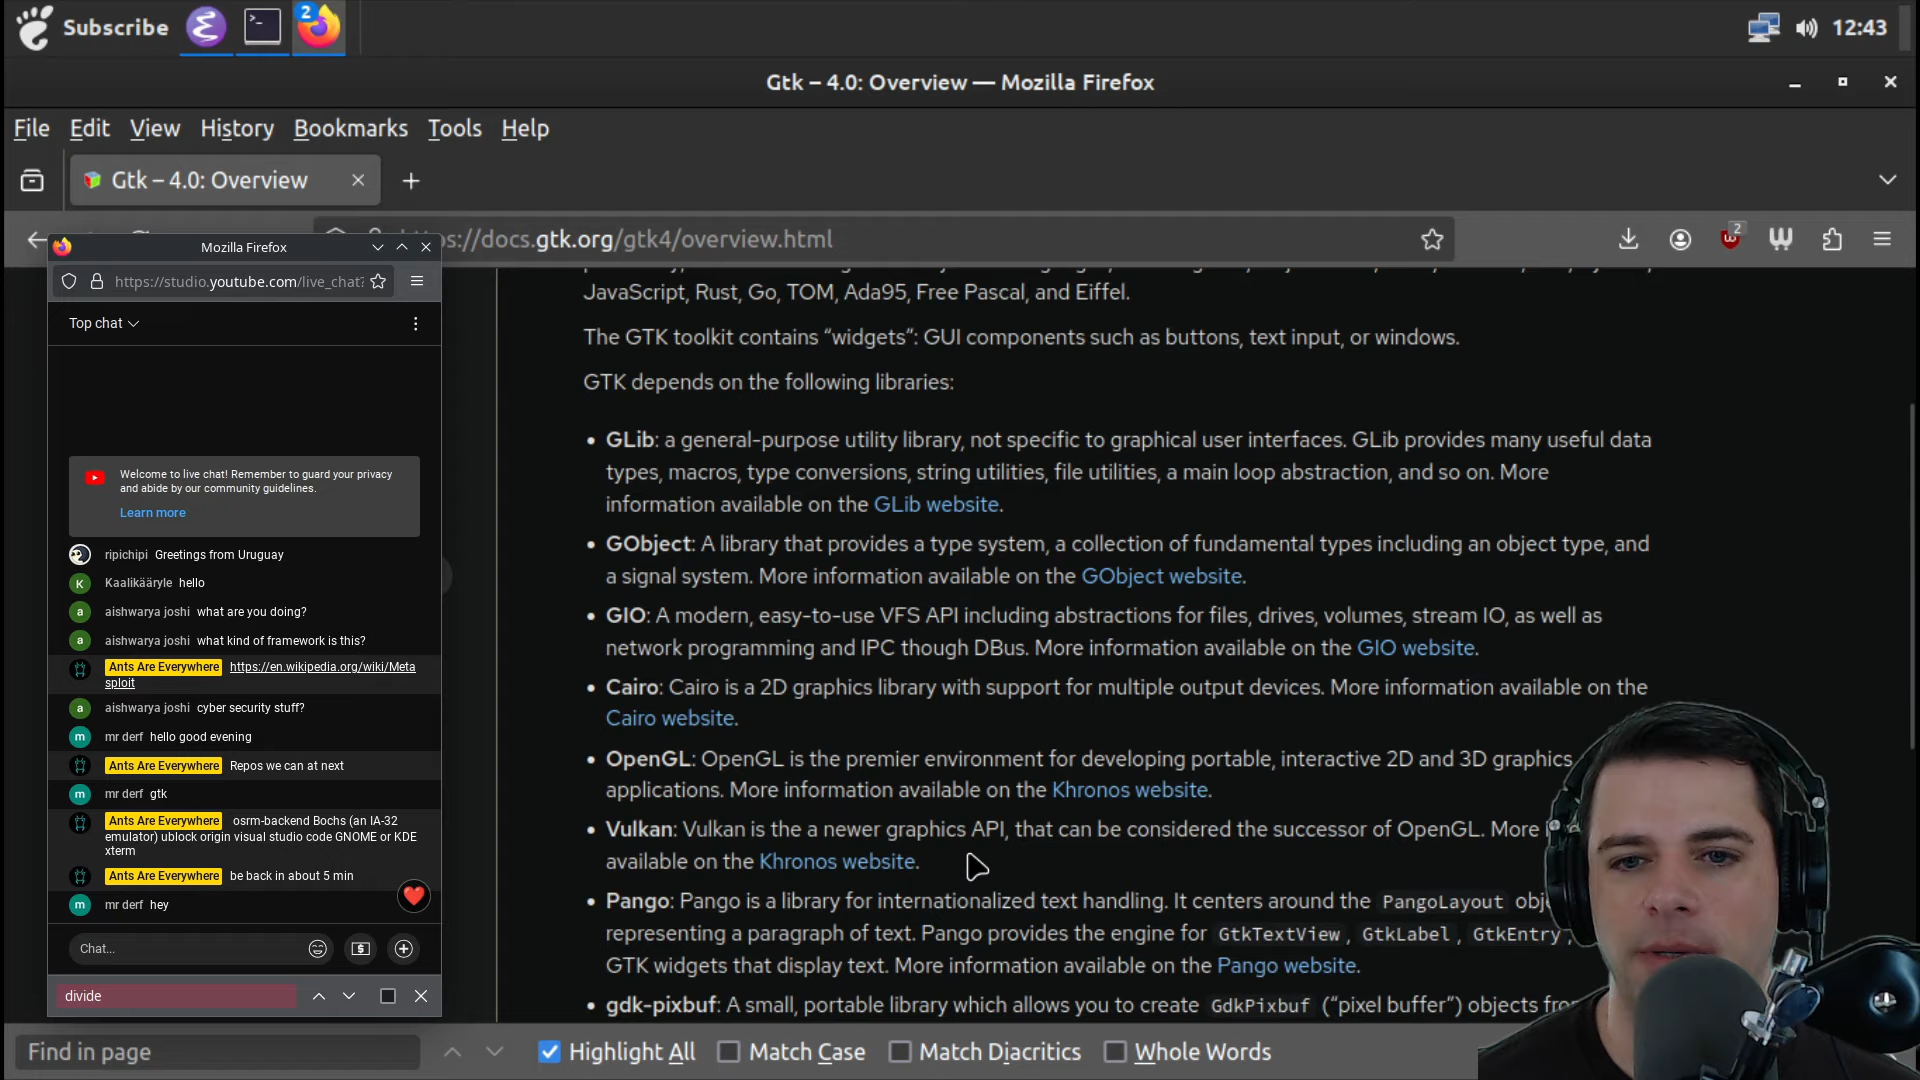 Subscribe
2
12:43
Gtk – 4.0: Overview — Mozilla Firefox
File Edit View History Bookmarks Tools Help
Gtk – 4.0: Overview
://docs.gtk.org/gtk4/overview.html
2
JavaScript, Rust, Go, TOM, Ada95, Free Pascal, and Eiffel.
The GTK toolkit contains “widgets”: GUI components such as buttons, text input, or windows.
GTK depends on the following libraries:
• GLib: a general-purpose utility library, not specific to graphical user interfaces. GLib provides many useful data
types, macros, type conversions, string utilities, file utilities, a main loop abstraction, and so on. More
information available on the GLib website.
• GObject: A library that provides a type system, a collection of fundamental types including an object type, and
a signal system. More information available on the GObject website.
• GIO: A modern, easy-to-use VFS API including abstractions for files, drives, volumes, stream IO, as well as
network programming and IPC though DBus. More information available on the GIO website.
• Cairo: Cairo is a 2D graphics library with support for multiple output devices. More information available on the
Cairo website.
• OpenGL: OpenGL is the premier environment for developing portable, interactive 2D and 3D graphics
applications. More information available on the Khronos website.
• Vulkan: Vulkan is the a newer graphics API, that can be considered the successor of OpenGL. More
available on the Khronos website.
• Pango: Pango is a library for internationalized text handling. It centers around the PangoLayout obj
representing a paragraph of text. Pango provides the engine for GtkTextView, GtkLabel, GtkEntry,
GTK widgets that display text. More information available on the Pango website.
• gdk-pixbuf: A small, portable library which allows you to create GdkPixbuf (“pixel buffer”) objects
Mozilla Firefox
https://studio.youtube.com/live_chat?
Top chat
Welcome to live chat! Remember to guard your privacy
and abide by our community guidelines.
Learn more
ripichipi Greetings from Uruguay
K Kaalikääryle hello
a aishwarya joshi what are you doing?
a aishwarya joshi what kind of framework is this?
Ants Are Everywhere https://en.wikipedia.org/wiki/Meta
sploit
a aishwarya joshi cyber security stuff?
m mr derf hello good evening
Ants Are Everywhere Repos we can at next
m mr derf gtk
Ants Are Everywhere osrm-backend Bochs (an IA-32
emulator) ublock origin visual studio code GNOME or KDE
xterm
Ants Are Everywhere be back in about 5 min
m mr derf hey
Chat...
divide
Find in page
Highlight All Match Case Match Diacritics Whole Words